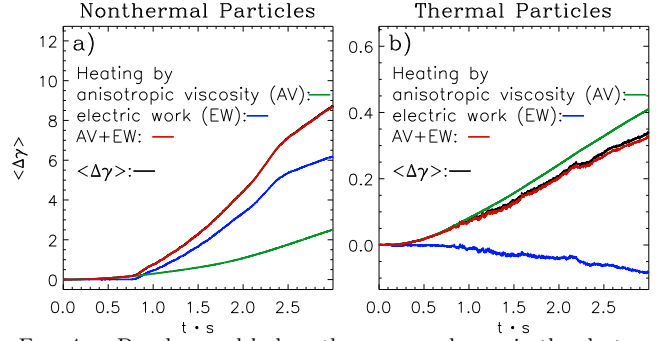 Nonthermal Particles
Thermal Particles
12
10
8
6
4
2
0
<Δγ>
a)
Heating by
anisotropic viscosity (AV):
electric work (EW):
AV+EW:
<Δγ>:
0.0 0.5 1.0 1.5 2.0 2.5
t • s
0.6
0.4
0.2
0.0
b)
Heating by
anisotropic viscosity (AV):
electric work (EW):
AV+EW:
<Δγ>:
0.0 0.5 1.0 1.5 2.0 2.5
t • s